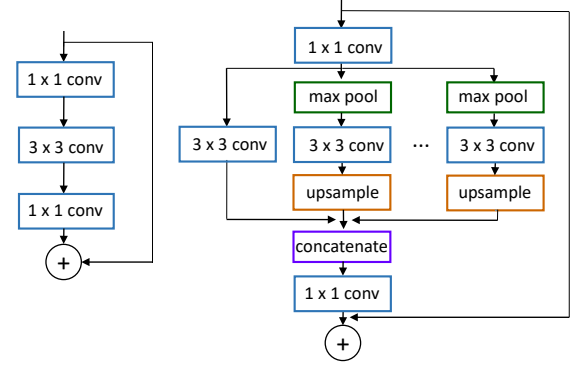 1 x 1 conv
3 x 3 conv
1 x 1 conv
+
1 x 1 conv
max pool
max pool
3 x 3 conv
3 x 3 conv
...
3 x 3 conv
upsample
upsample
concatenate
1 x 1 conv
+